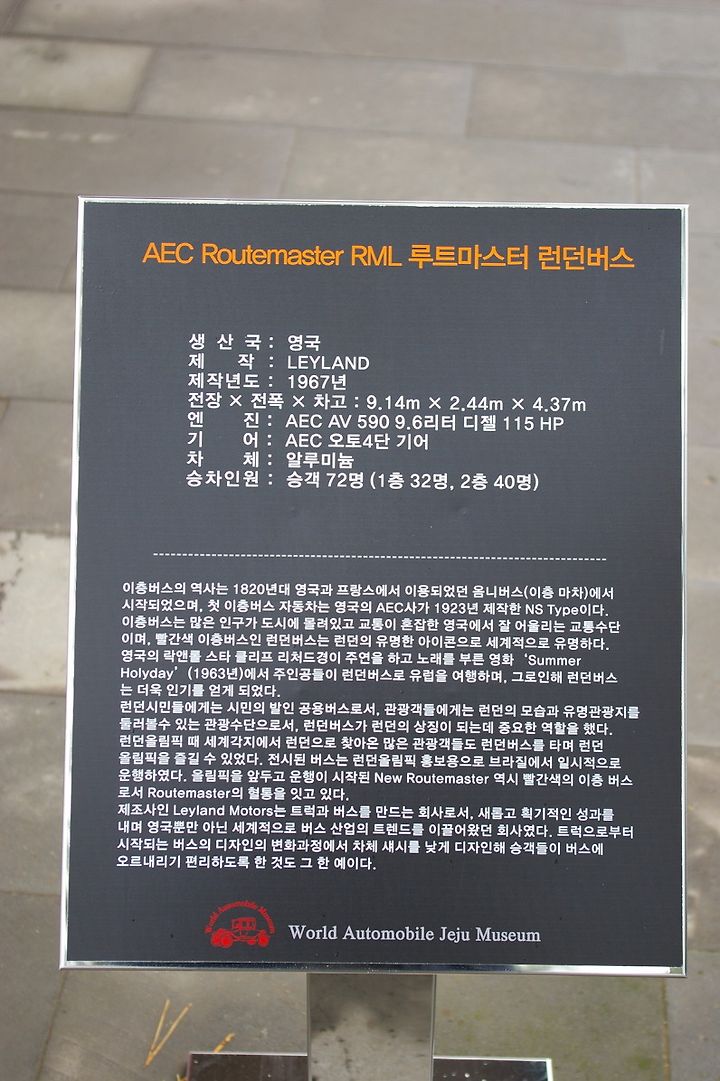 AEC Routemaster RML 루트마스터 런던버스
생 산 국 : 영국
제 작 : LEYLAND
제작년도 : 1967년
전장 × 전폭 × 차고 : 9.14m × 2.44m × 4.37m
엔 진 : AEC AV 590 9.6리터 디젤 115 HP
기 어 : AEC 오토4단 기어
차 체 : 알루미늄
승차인원 : 승객 72명 (1층 32명, 2층 40명)
이층버스의 역사는 1820년대 영국과 프랑스에서 이용되었던 옴니버스(이층 마차)에서
시작되었으며, 첫 이층버스 자동차는 영국의 AEC사가 1923년 제작한 NS Type이다.
이층버스는 많은 인구가 도시에 몰려있고 교통이 혼잡한 영국에서 잘 어울리는 교통수단
이며, 빨간색 이층버스인 런던버스는 런던의 유명한 아이콘으로 세계적으로 유명하다.
영국의 락앤롤 스타 클리프 리처드경이 주연을 하고 노래를 부른 영화 ‘Summer
Holyday’(1963년)에서 주인공들이 런던버스로 유럽을 여행하며, 그로인해 런던버스
는 더욱 인기를 얻게 되었다.
런던시민들에게는 시민의 발인 공용버스로서, 관광객들에게는 런던의 모습과 유명관광지를
둘러볼수 있는 관광수단으로서, 런던버스가 런던의 상징이 되는데 중요한 역할을 했다.
런던올림픽 때 세계각지에서 런던으로 찾아온 많은 관광객들도 런던버스를 타며 런던
올림픽을 즐길 수 있었다. 전시된 버스는 런던올림픽 홍보용으로 브라질에서 일시적으로
운행하였다. 올림픽을 앞두고 운행이 시작된 New Routemaster 역시 빨간색의 이층 버스
로서 Routemaster의 혈통을 잇고 있다.
제조사인 Leyland Motors는 트럭과 버스를 만드는 회사로서, 새롭고 획기적인 성과를
내며 영국뿐만 아닌 세계적으로 버스 산업의 트렌드를 이끌어왔던 회사였다. 트럭으로부터
시작되는 버스의 디자인의 변화과정에서 차체 섀시를 낮게 디자인해 승객들이 버스에
오르내리기 편리하도록 한 것도 그 한 예이다.
World Automobile Museum
World Automobile Jeju Museum